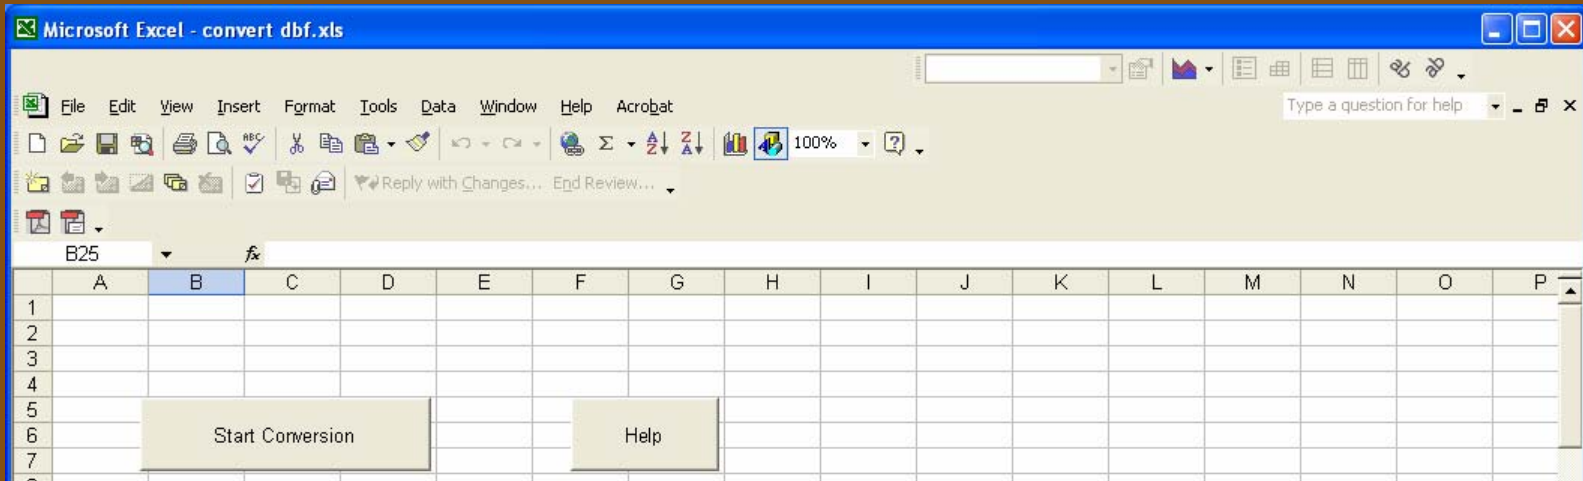 Microsoft Excel - convert dbf.xls
File Edit View Insert Format Tools Data Window Help Acrobat Type a question for help
ABC 100%
Reply with Changes... End Review...
B25 fx
A B C D E F G H I J K L M N O P
1
2
3
4
5
6 Start Conversion Help
7